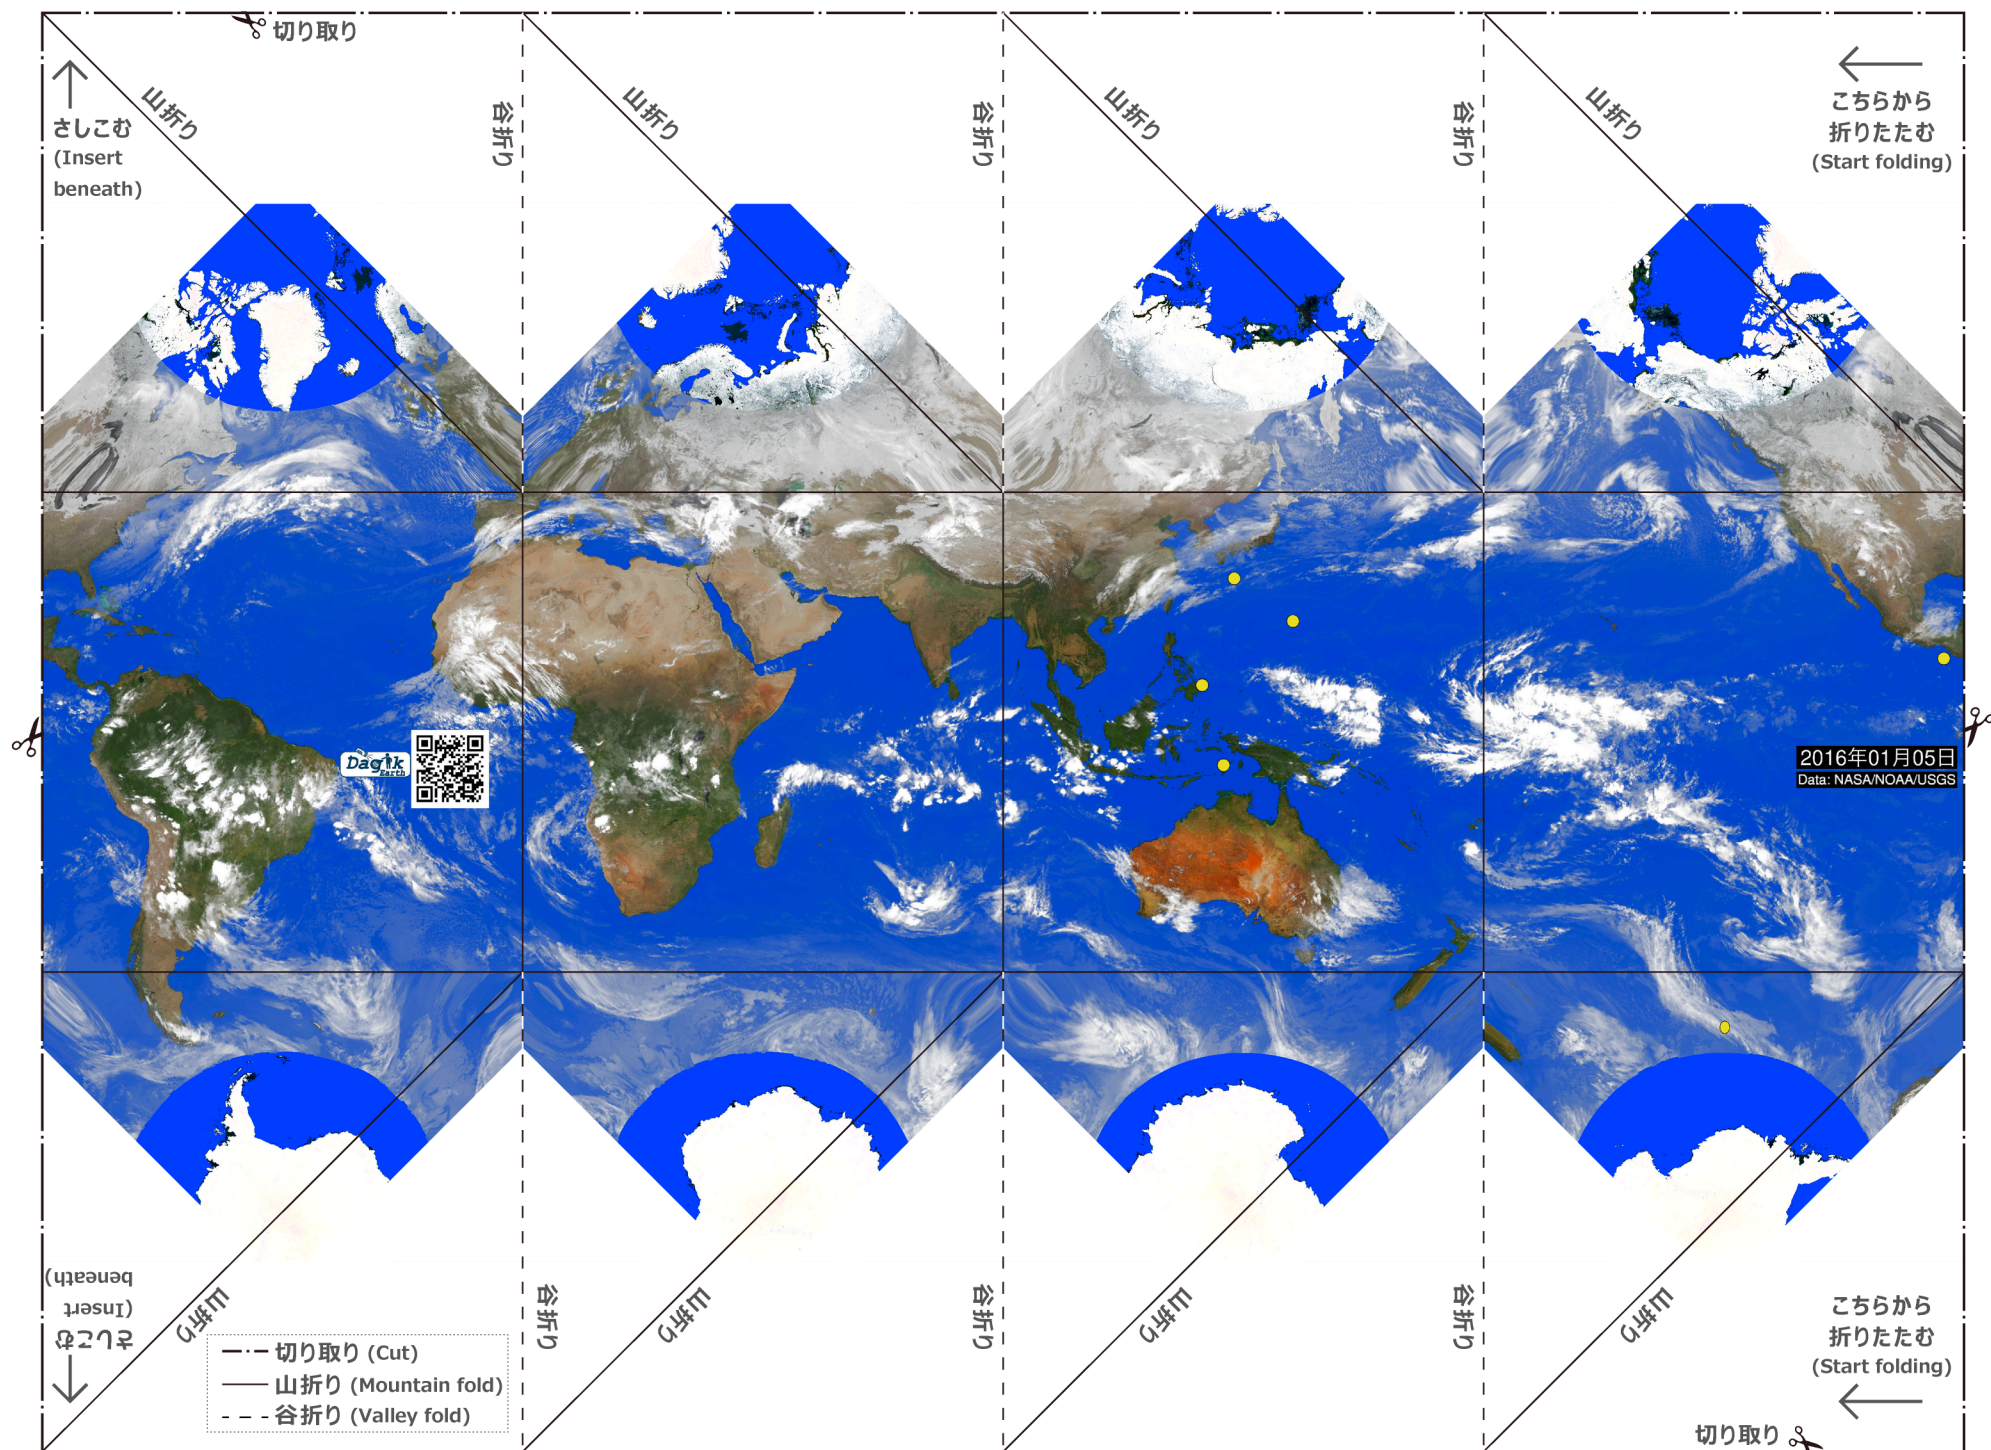 切り取り
さしこむ
(Insert
beneath)
山折り
谷折り
山折り
谷折り
山折り
谷折り
山折り
こちらから
折りたたむ
(Start folding)
Dagik
Earth
2016年01月05日
Data: NASA/NOAA/USGS
さしこむ
(Insert
beneath)
山折り
谷折り
山折り
谷折り
山折り
谷折り
山折り
こちらから
折りたたむ
(Start folding)
切り取り (Cut)
山折り (Mountain fold)
谷折り (Valley fold)
切り取り